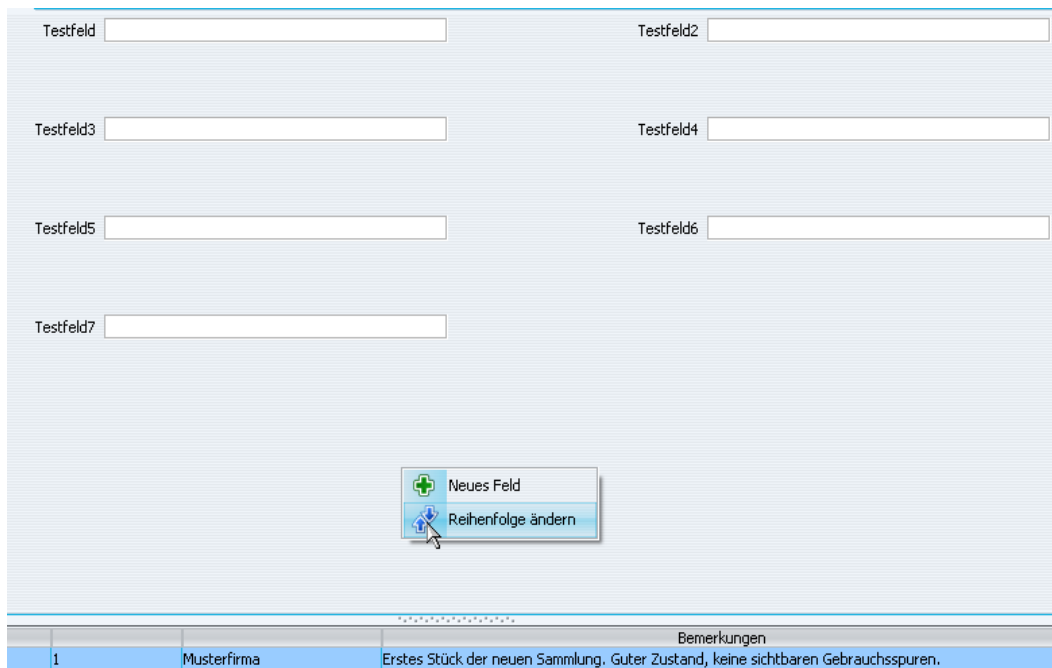 Testfeld Testfeld2
Testfeld3 Testfeld4
Testfeld5 Testfeld6
Testfeld7
Neues Feld
Reihenfolge ändern
Bemerkungen
1 Musterfirma Erstes Stück der neuen Sammlung. Guter Zustand, keine sichtbaren Gebrauchsspuren.